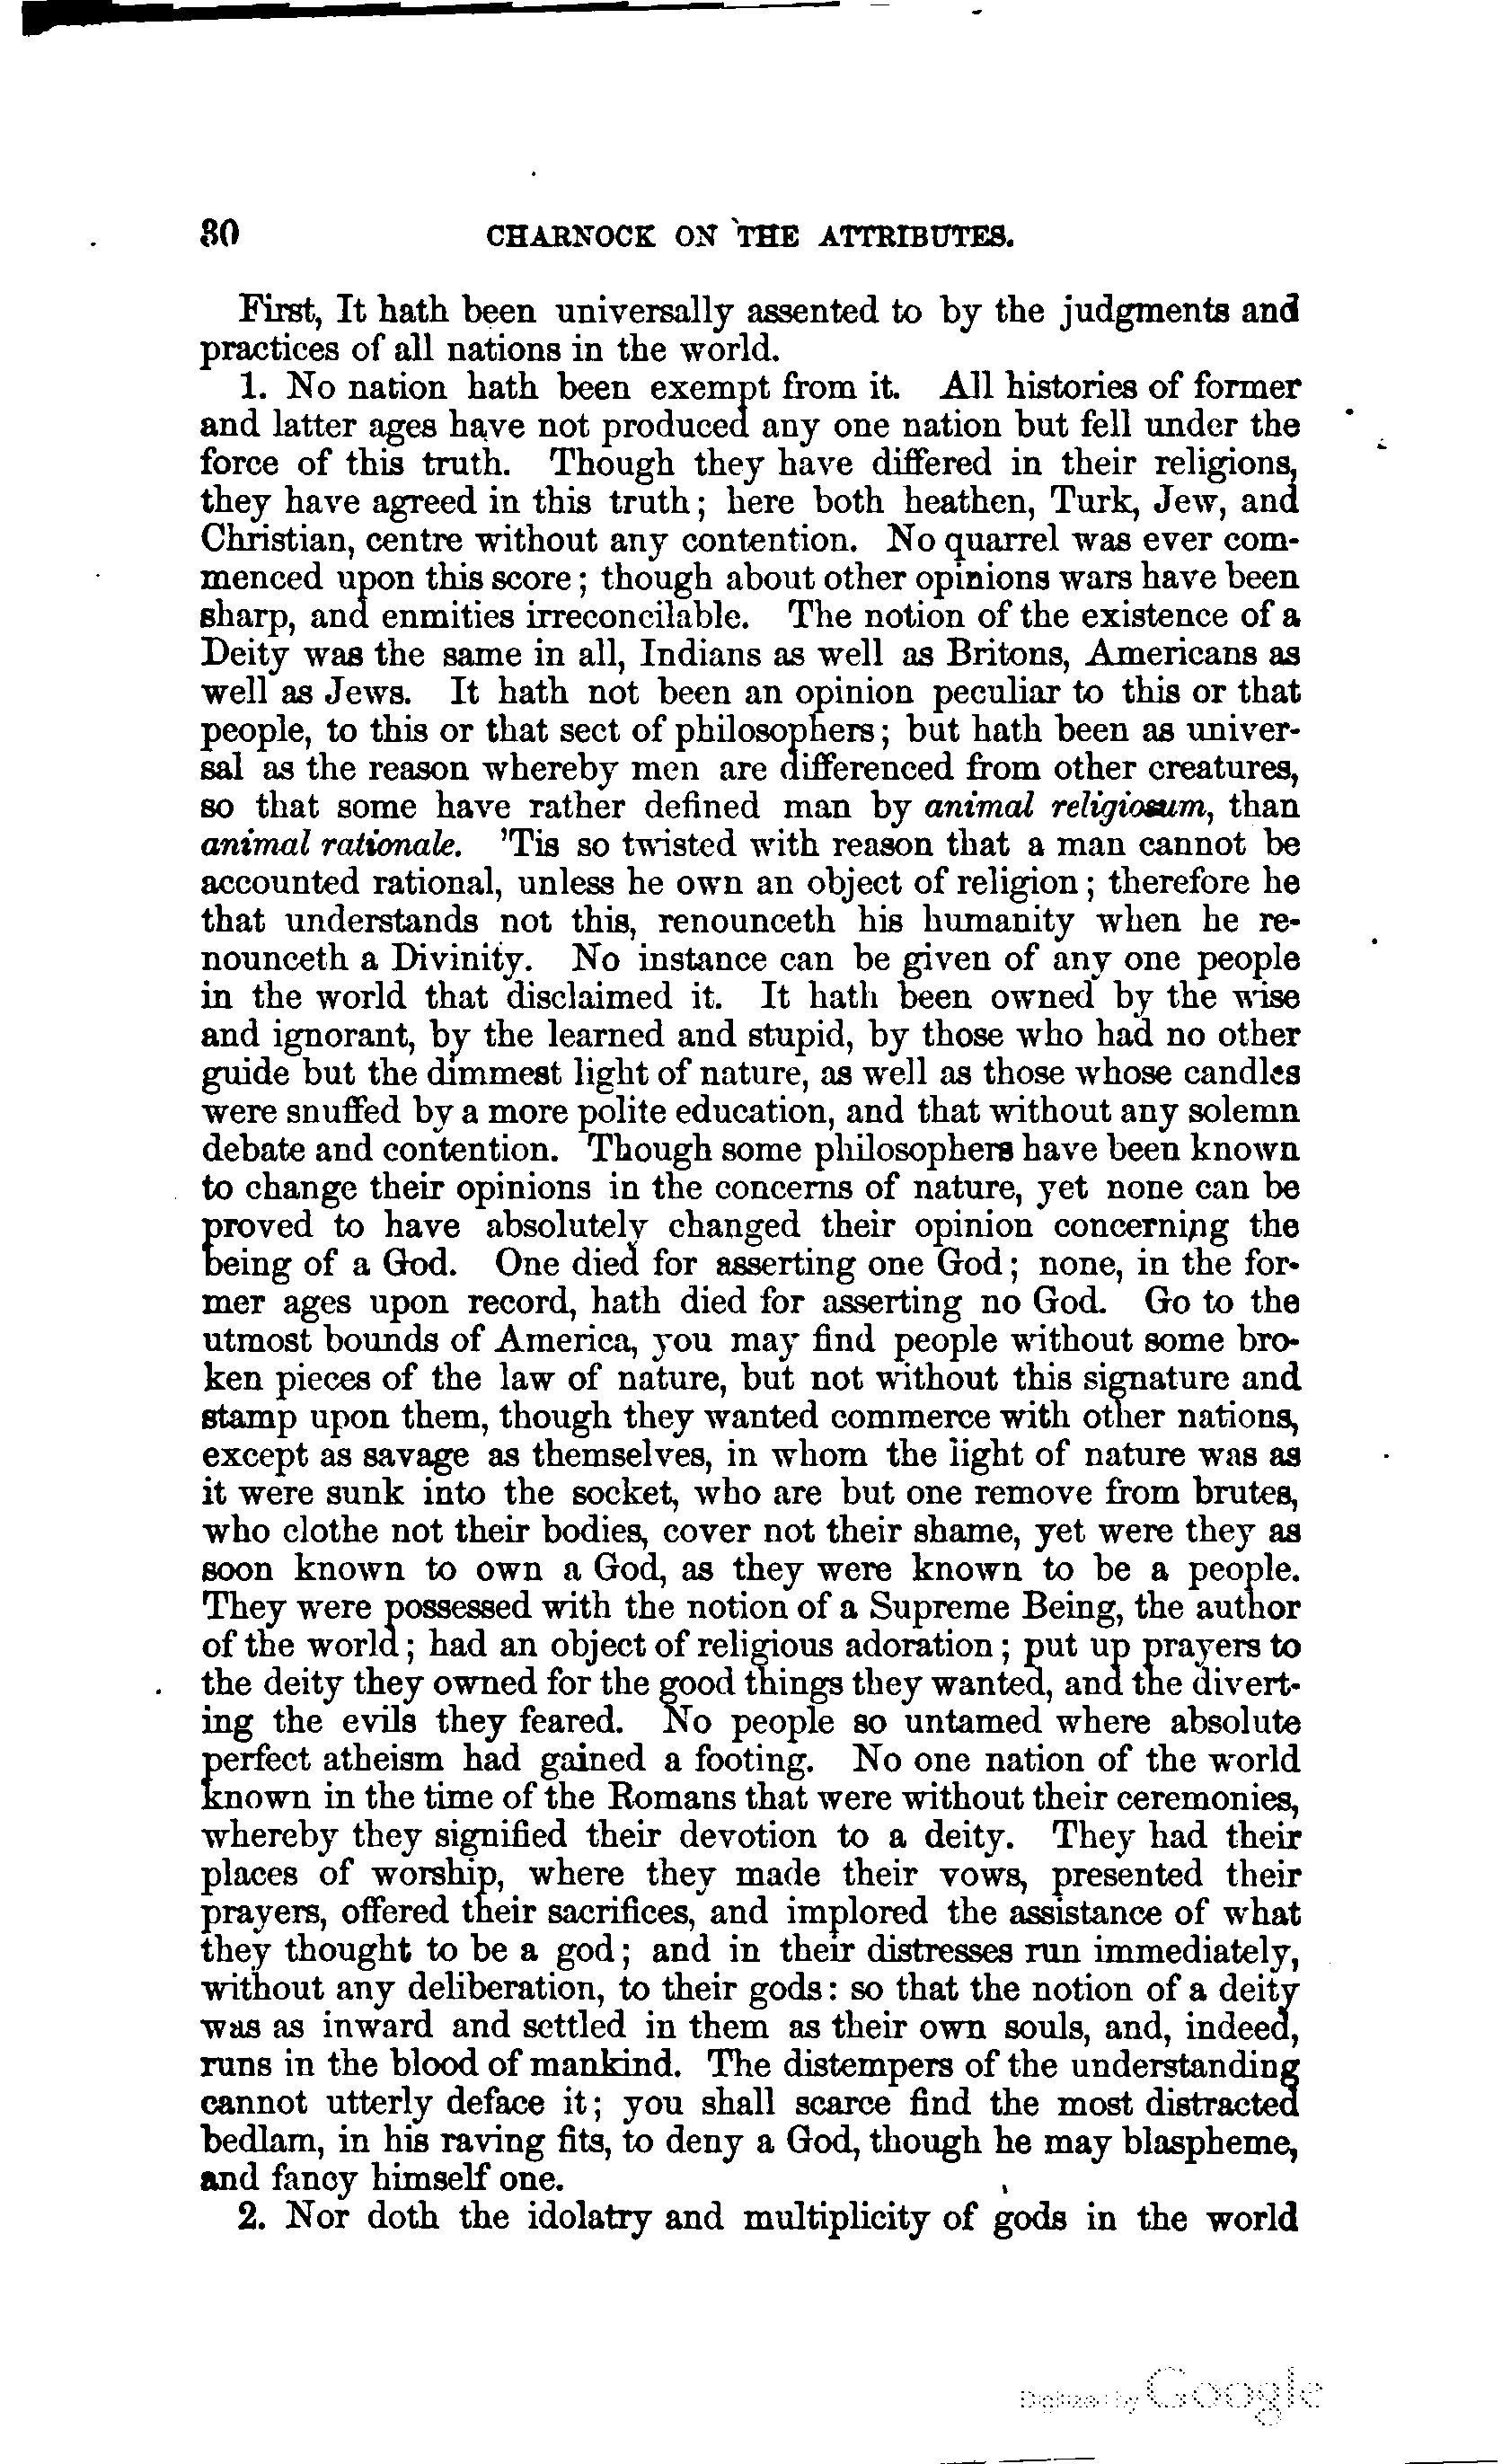 30 CHARNOCK ON THE ATTRIBUTES.
First, It hath been universally assented to by the judgments and
practices of all nations in the world.
1. No nation hath been exempt from it. All histories of former
and latter ages have not produced any one nation but fell under the
force of this truth. Though they have differed in their religions,
they have agreed in this truth; here both heathen, Turk, Jew, and
Christian, centre without any contention. No quarrel was ever com-
menced upon this score; though about other opinions wars have been
sharp, and enmities irreconcilable. The notion of the existence of a
Deity was the same in all, Indians as well as Britons, Americans as
well as Jews. It hath not been an opinion peculiar to this or that
people, to this or that sect of philosophers; but hath been as univer-
sal as the reason whereby men are differenced from other creatures,
so that some have rather defined man by animal religiosum, than
animal rationale. 'Tis so twisted with reason that a man cannot be
accounted rational, unless he own an object of religion; therefore he
that understands not this, renounceth his humanity when he re-
nounceth a Divinity. No instance can be given of any one people
in the world that disclaimed it. It hath been owned by the wise
and ignorant, by the learned and stupid, by those who had no other
guide but the dimmest light of nature, as well as those whose candles
were snuffed by a more polite education, and that without any solemn
debate and contention. Though some philosophers have been known
to change their opinions in the concerns of nature, yet none can be
proved to have absolutely changed their opinion concerning the
being of a God. One died for asserting one God; none, in the for-
mer ages upon record, hath died for asserting no God. Go to the
utmost bounds of America, you may find people without some bro-
ken pieces of the law of nature, but not without this signature and
stamp upon them, though they wanted commerce with other nations,
except as savage as themselves, in whom the light of nature was as
it were sunk into the socket, who are but one remove from brutes,
who clothe not their bodies, cover not their shame, yet were they as
soon known to own a God, as they were known to be a people.
They were possessed with the notion of a Supreme Being, the author
of the world; had an object of religious adoration; put up prayers to
the deity they owned for the good things they wanted, and the divert-
ing the evils they feared. No people so untamed where absolute
perfect atheism had gained a footing. No one nation of the world
known in the time of the Romans that were without their ceremonies,
whereby they signified their devotion to a deity. They had their
places of worship, where they made their vows, presented their
prayers, offered their sacrifices, and implored the assistance of what
they thought to be a god; and in their distresses run immediately,
without any deliberation, to their gods: so that the notion of a deity
was as inward and settled in them as their own souls, and, indeed,
runs in the blood of mankind. The distempers of the understanding
cannot utterly deface it; you shall scarce find the most distracted
bedlam, in his raving fits, to deny a God, though he may blaspheme,
and fancy himself one.
2. Nor doth the idolatry and multiplicity of gods in the world
Digitized by Google